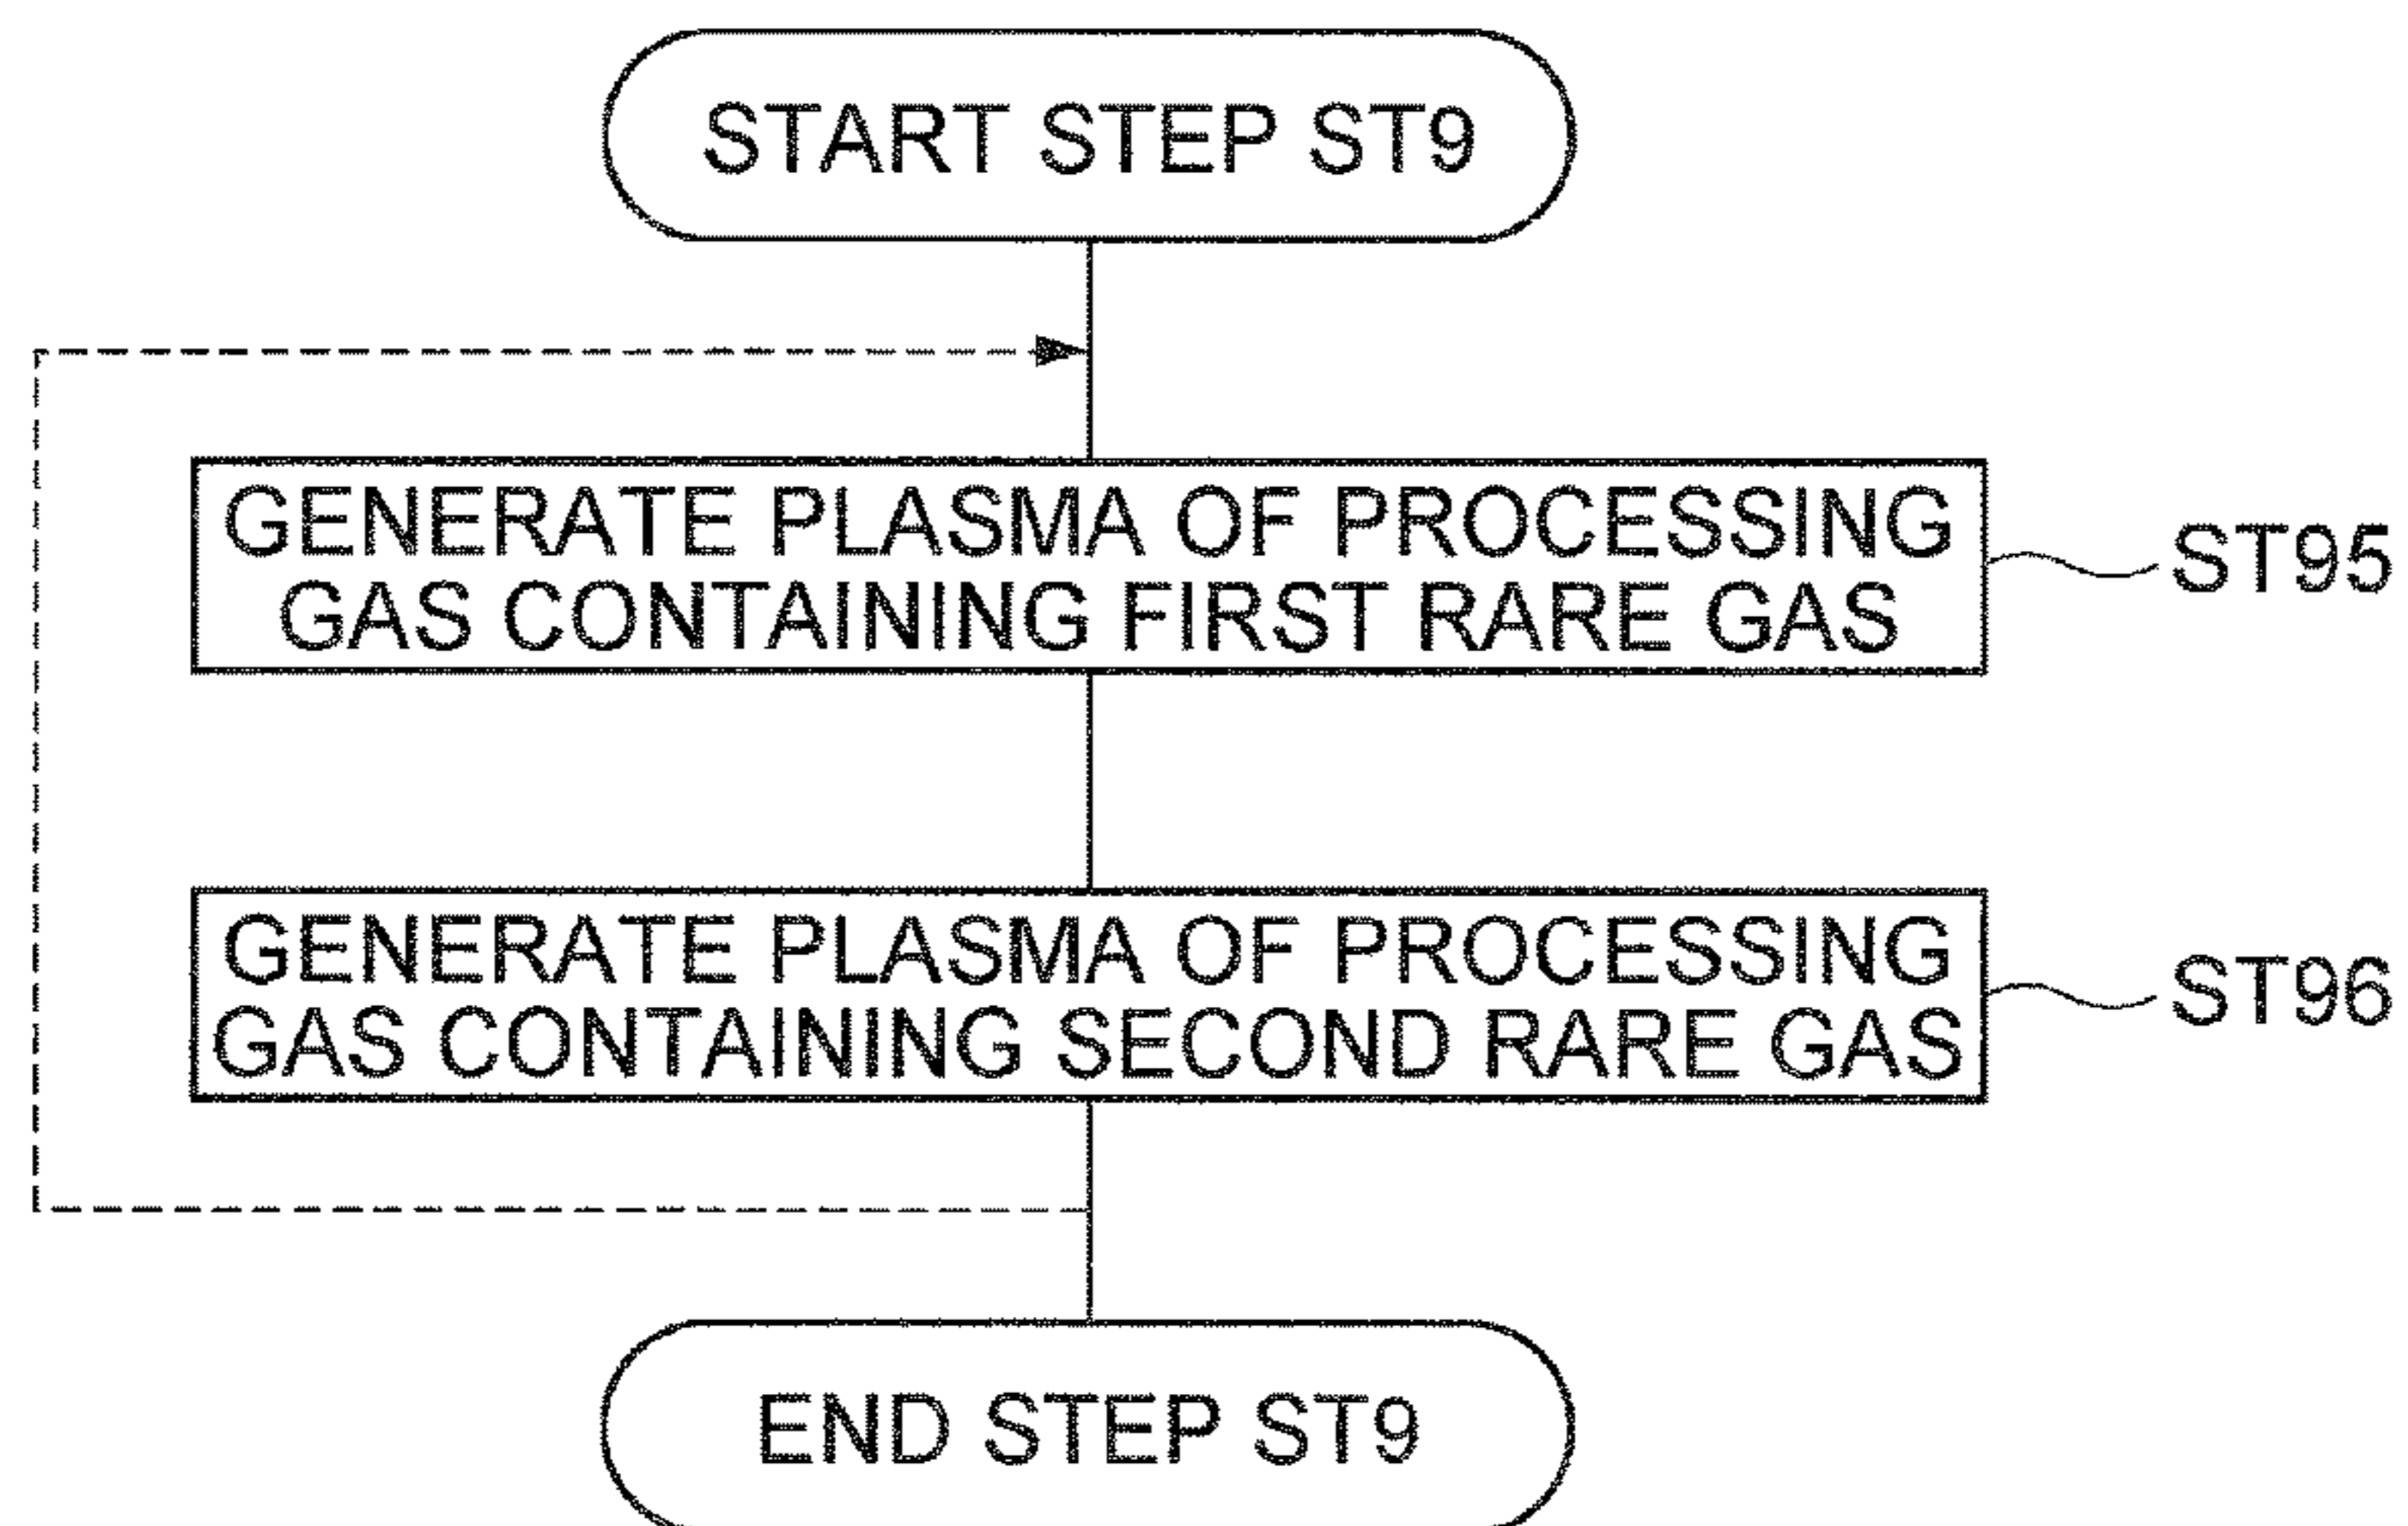 START STEP ST9
GENERATE PLASMA OF PROCESSING
GAS CONTAINING FIRST RARE GAS
ST95
GENERATE PLASMA OF PROCESSING
GAS CONTAINING SECOND RARE GAS
ST96
END STEP ST9